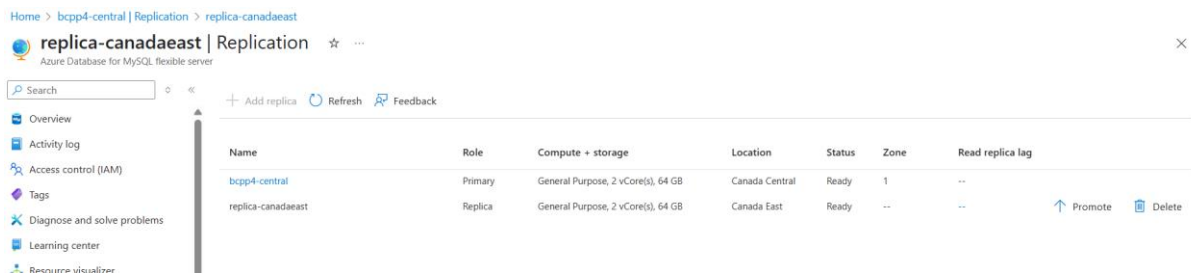 Home > bcpp4-central | Replication > replica-canadaeast
replica-canadaeast | Replication
Azure Database for MySQL flexible server
Search
Add replica Refresh Feedback
Overview
Activity log
Access control (IAM)
Tags
Diagnose and solve problems
Learning center
Resource visualizer
Name Role Compute + storage Location Status Zone Read replica lag
bcpp4-central Primary General Purpose, 2 vCore(s), 64 GB Canada Central Ready 1 --
replica-canadaeast Replica General Purpose, 2 vCore(s), 64 GB Canada East Ready -- -- Promote Delete